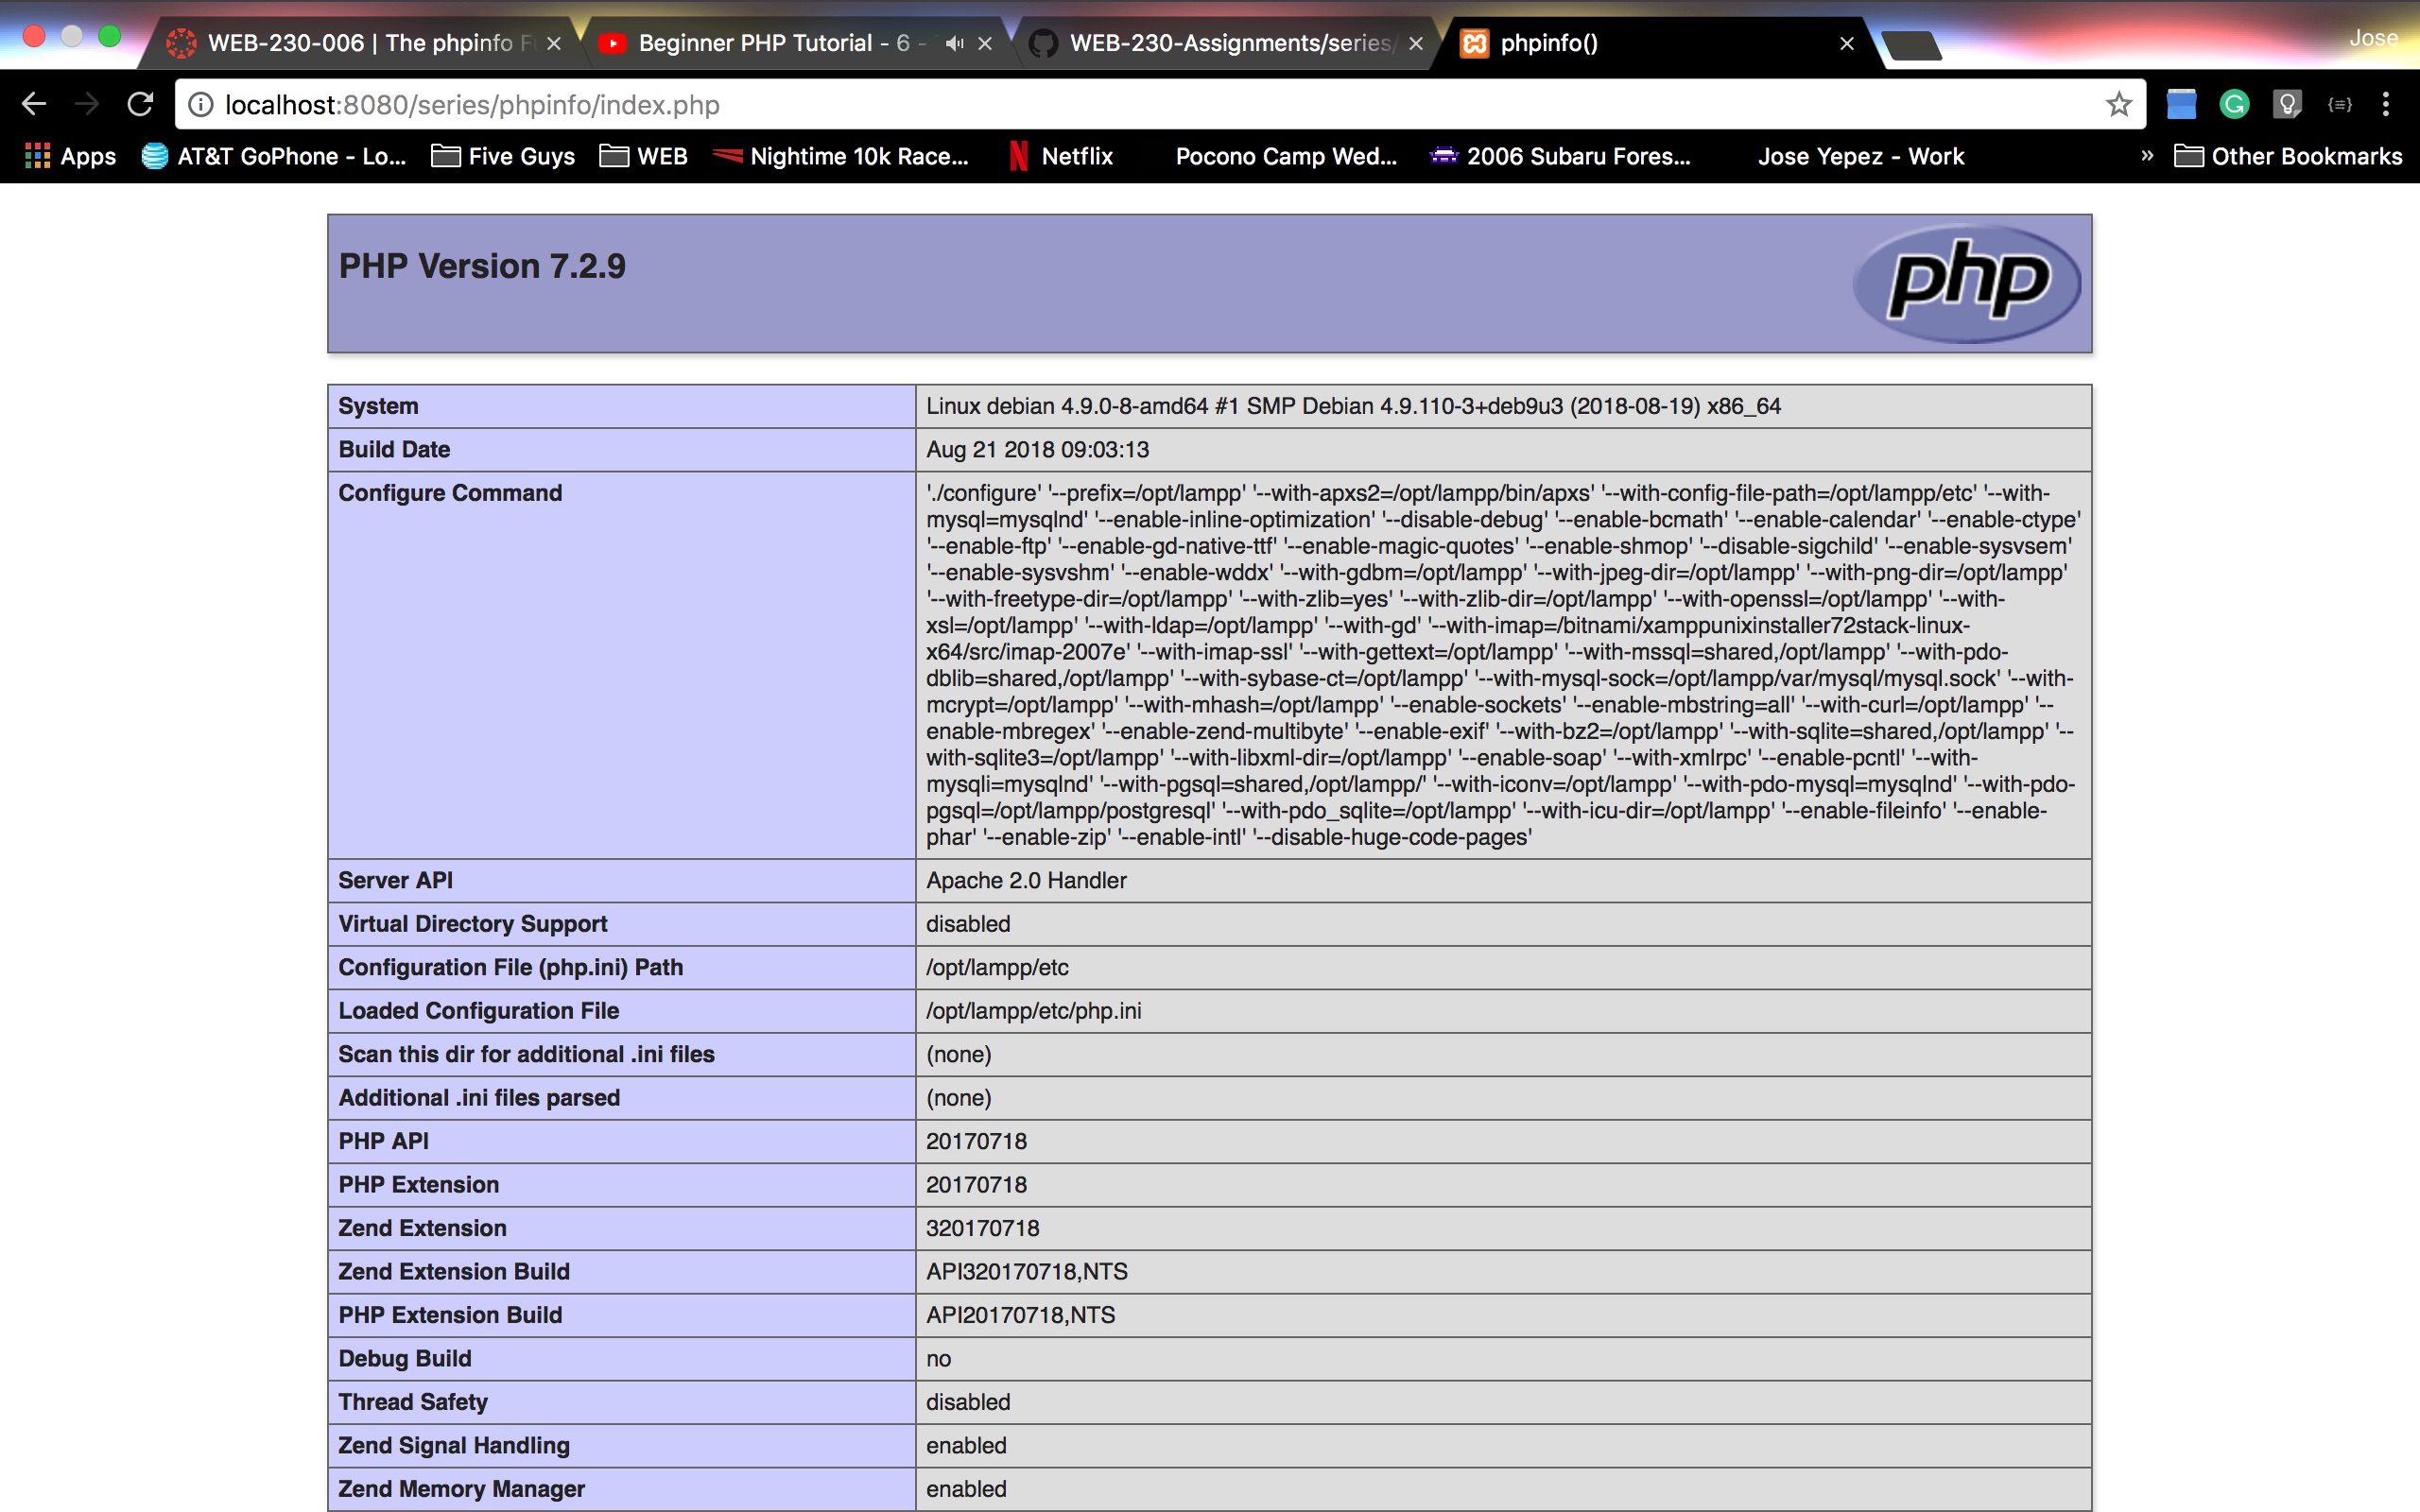 WEB-230-006 | The phpinfo F
Beginner PHP Tutorial - 6 -
WEB-230-Assignments/series/
phpinfo()
Jose
localhost:8080/series/phpinfo/index.php
Apps
AT&T GoPhone - Lo...
Five Guys
WEB
Nightime 10k Race...
Netflix
Pocono Camp Wed...
2006 Subaru Fores...
Jose Yepez - Work
»
Other Bookmarks
PHP Version 7.2.9
php
System
Linux debian 4.9.0-8-amd64 #1 SMP Debian 4.9.110-3+deb9u3 (2018-08-19) x86_64
Build Date
Aug 21 2018 09:03:13
Configure Command
'./configure' '--prefix=/opt/lampp' '--with-apxs2=/opt/lampp/bin/apxs' '--with-config-file-path=/opt/lampp/etc' '--with-
mysql=mysqlnd' '--enable-inline-optimization' '--disable-debug' '--enable-bcmath' '--enable-calendar' '--enable-ctype'
'--enable-ftp' '--enable-gd-native-ttf' '--enable-magic-quotes' '--enable-shmop' '--disable-sigchild' '--enable-sysvsem'
'--enable-sysvshm' '--enable-wddx' '--with-gdbm=/opt/lampp' '--with-jpeg-dir=/opt/lampp' '--with-png-dir=/opt/lampp'
'--with-freetype-dir=/opt/lampp' '--with-zlib=yes' '--with-zlib-dir=/opt/lampp' '--with-openssl=/opt/lampp' '--with-
xsl=/opt/lampp' '--with-ldap=/opt/lampp' '--with-gd' '--with-imap=/bitnami/xamppunixinstaller72stack-linux-
x64/src/imap-2007e' '--with-imap-ssl' '--with-gettext=/opt/lampp' '--with-mssql=shared,/opt/lampp' '--with-pdo-
dblib=shared,/opt/lampp' '--with-sybase-ct=/opt/lampp' '--with-mysql-sock=/opt/lampp/var/mysql/mysql.sock' '--with-
mcrypt=/opt/lampp' '--with-mhash=/opt/lampp' '--enable-sockets' '--enable-mbstring=all' '--with-curl=/opt/lampp' '--
enable-mbregex' '--enable-zend-multibyte' '--enable-exif' '--with-bz2=/opt/lampp' '--with-sqlite=shared,/opt/lampp' '--
with-sqlite3=/opt/lampp' '--with-libxml-dir=/opt/lampp' '--enable-soap' '--with-xmlrpc' '--enable-pcntl' '--with-
mysqli=mysqlnd' '--with-pgsql=shared,/opt/lampp/' '--with-iconv=/opt/lampp' '--with-pdo-mysql=mysqlnd' '--with-pdo-
pgsql=/opt/lampp/postgresql' '--with-pdo_sqlite=/opt/lampp' '--with-icu-dir=/opt/lampp' '--enable-fileinfo' '--enable-
phar' '--enable-zip' '--enable-intl' '--disable-huge-code-pages'
Server API
Apache 2.0 Handler
Virtual Directory Support
disabled
Configuration File (php.ini) Path
/opt/lampp/etc
Loaded Configuration File
/opt/lampp/etc/php.ini
Scan this dir for additional .ini files
(none)
Additional .ini files parsed
(none)
PHP API
20170718
PHP Extension
20170718
Zend Extension
320170718
Zend Extension Build
API320170718,NTS
PHP Extension Build
API20170718,NTS
Debug Build
no
Thread Safety
disabled
Zend Signal Handling
enabled
Zend Memory Manager
enabled